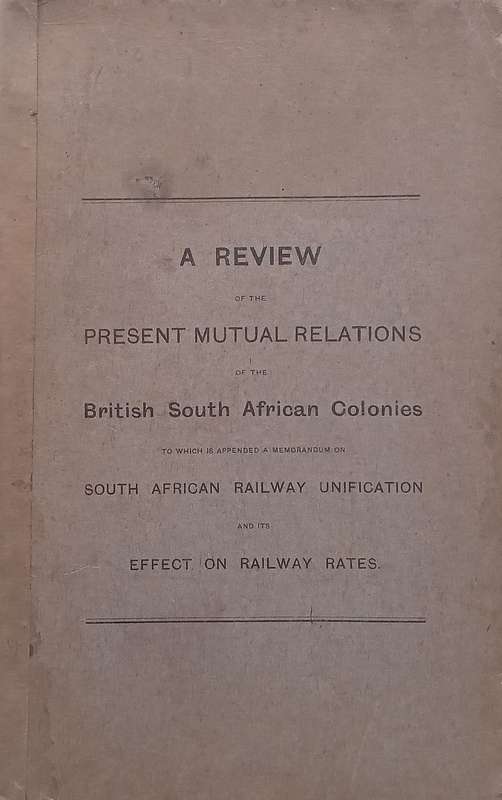 A REVIEW
OF THE
PRESENT MUTUAL RELATIONS
OF THE
British South African Colonies
TO WHICH IS APPENDED A MEMORANDUM ON
SOUTH AFRICAN RAILWAY UNIFICATION
AND ITS
EFFECT ON RAILWAY RATES.